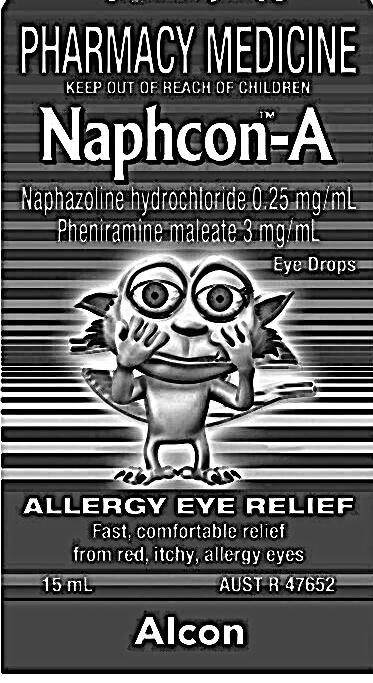 PHARMACY MEDICINE
KEEP OUT OF REACH OF CHILDREN
Naphcon™-A
Naphazoline hydrochloride 0.25 mg/mL
Pheniramine maleate 3 mg/mL
Eye Drops
ALLERGY EYE RELIEF
Fast, comfortable relief
from red, itchy, allergy eyes
15 mL AUST R 47652
Alcon